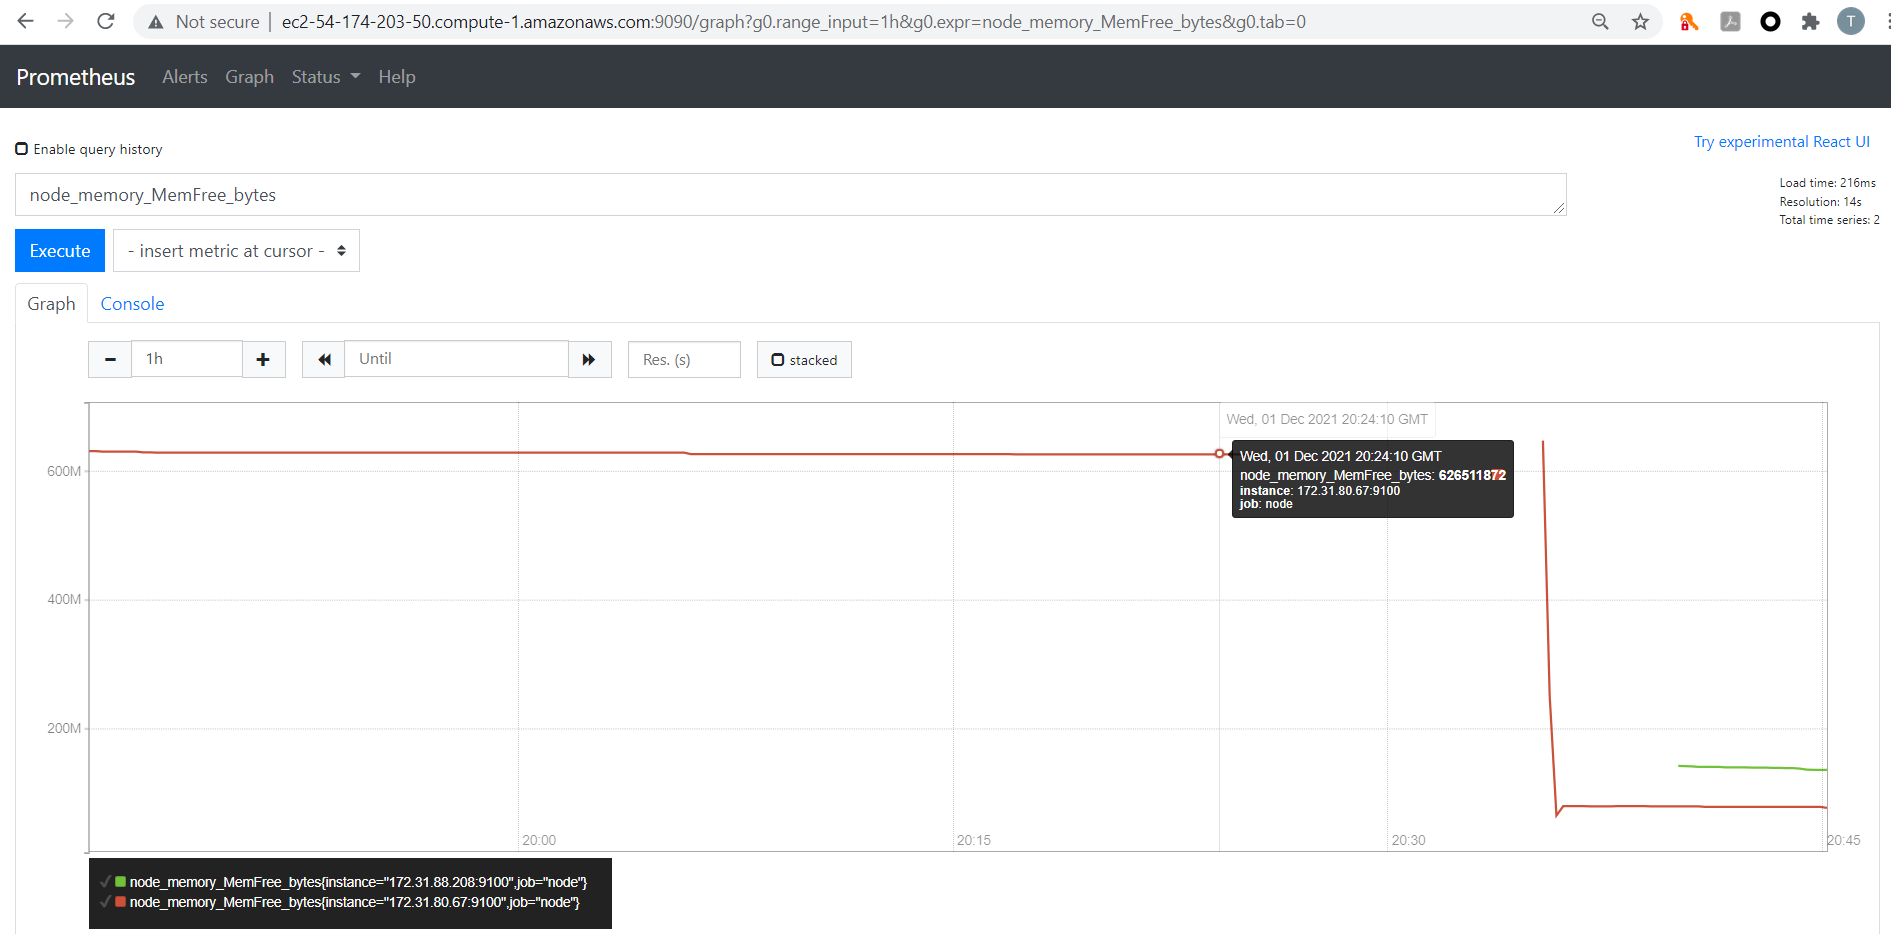 Not secure | ec2-54-174-203-50.compute-1.amazonaws.com:9090/graph?g0.range_input=1h&g0.expr=node_memory_MemFree_bytes&g0.tab=0
T
Prometheus Alerts Graph Status Help
Try experimental React UI
Enable query history
node_memory_MemFree_bytes
Load time: 216ms
Resolution: 14s
Total time series: 2
Execute - insert metric at cursor -
Graph Console
− 1h + Until Res. (s) stacked
Wed, 01 Dec 2021 20:24:10 GMT
Wed, 01 Dec 2021 20:24:10 GMT
node_memory_MemFree_bytes: 626511872
instance: 172.31.80.67:9100
job: node
600M
400M
200M
20:00 20:15 20:30 20:45
node_memory_MemFree_bytes{instance="172.31.88.208:9100",job="node"}
node_memory_MemFree_bytes{instance="172.31.80.67:9100",job="node"}